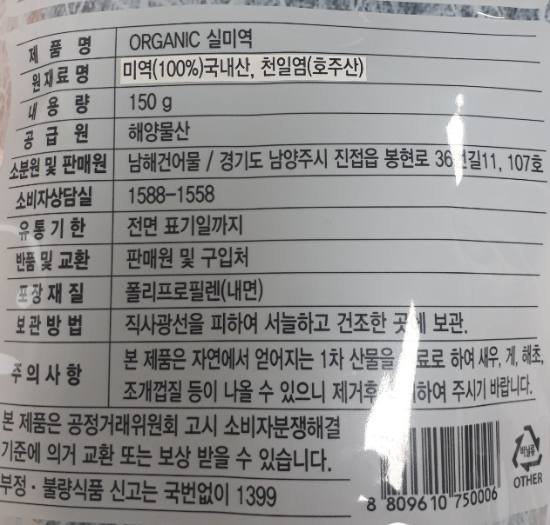 제품명 ORGANIC 실미역
원재료명 미역(100%)국내산, 천일염(호주산)
내용량 150 g
공급원 해양물산
소분원 및 판매원 남해건어물 / 경기도 남양주시 진접읍 봉현로 36 길11, 107호
소비자상담실 1588-1558
유통기한 전면 표기일까지
반품 및 교환 판매원 및 구입처
포장재질 폴리프로필렌(내면)
보관방법 직사광선을 피하여 서늘하고 건조한 곳에 보관.
주의사항 본 제품은 자연에서 얻어지는 1차 산물을 하여 새우, 게, 해초,
조개껍질 등이 나올 수 있으니 하여 주시기 바랍니다.
본 제품은 공정거래위원회 고시 소비자분쟁해결
기준에 의거 교환 또는 보상 받을 수 있습니다.
부정·불량식품 신고는 국번없이 1399
8 809610 750006
비닐류
OTHER